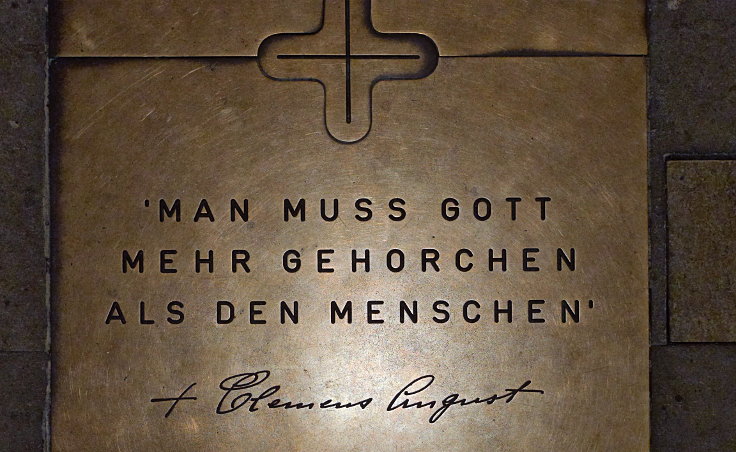 'MAN MUSS GOTT
MEHR GEHORCHEN
ALS DEN MENSCHEN'
+ Clemens August